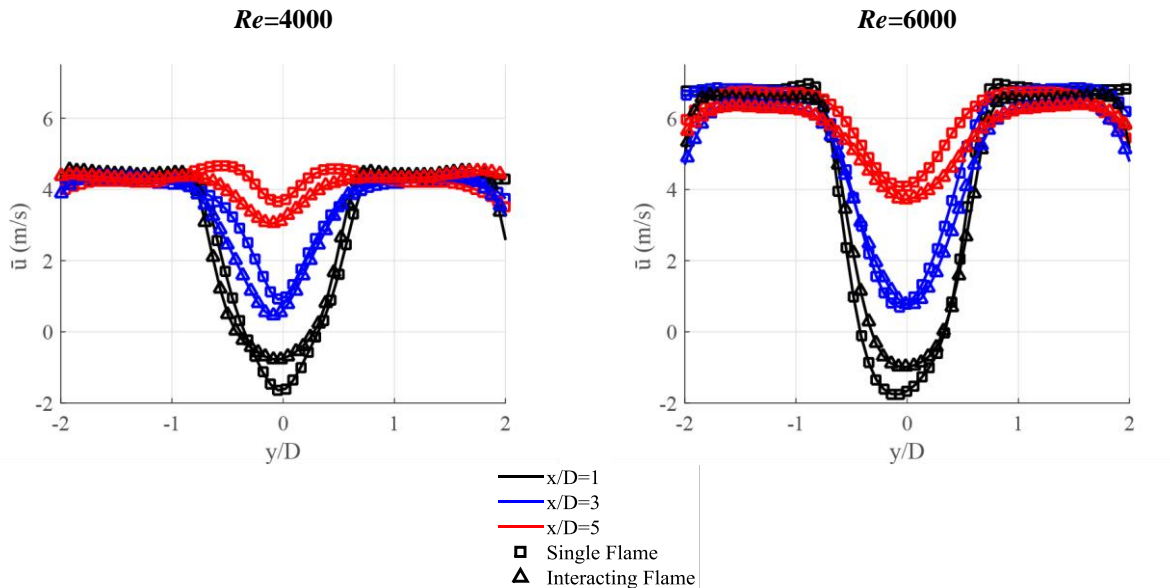 Re=4000
Re=6000
6
4
2
0
-2
ū (m/s)
-2
-1
0
1
2
y/D
6
4
2
0
-2
ū (m/s)
-2
-1
0
1
2
y/D
x/D=1
x/D=3
x/D=5
Single Flame
Interacting Flame